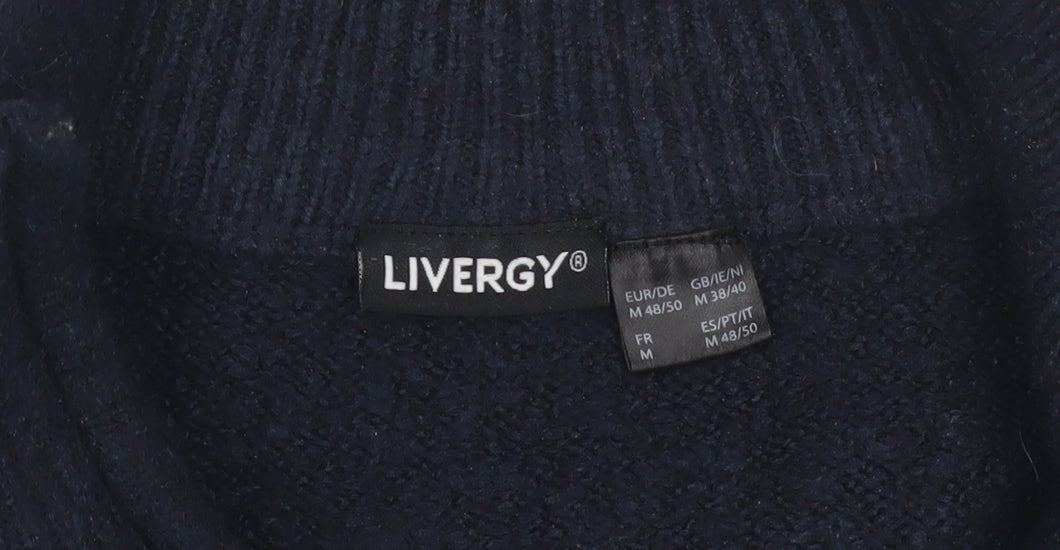 LIVERGY®
EUR/DE
M 48/50
GB/IE/NI
M 38/40
FR
M
ES/PT/IT
M 48/50